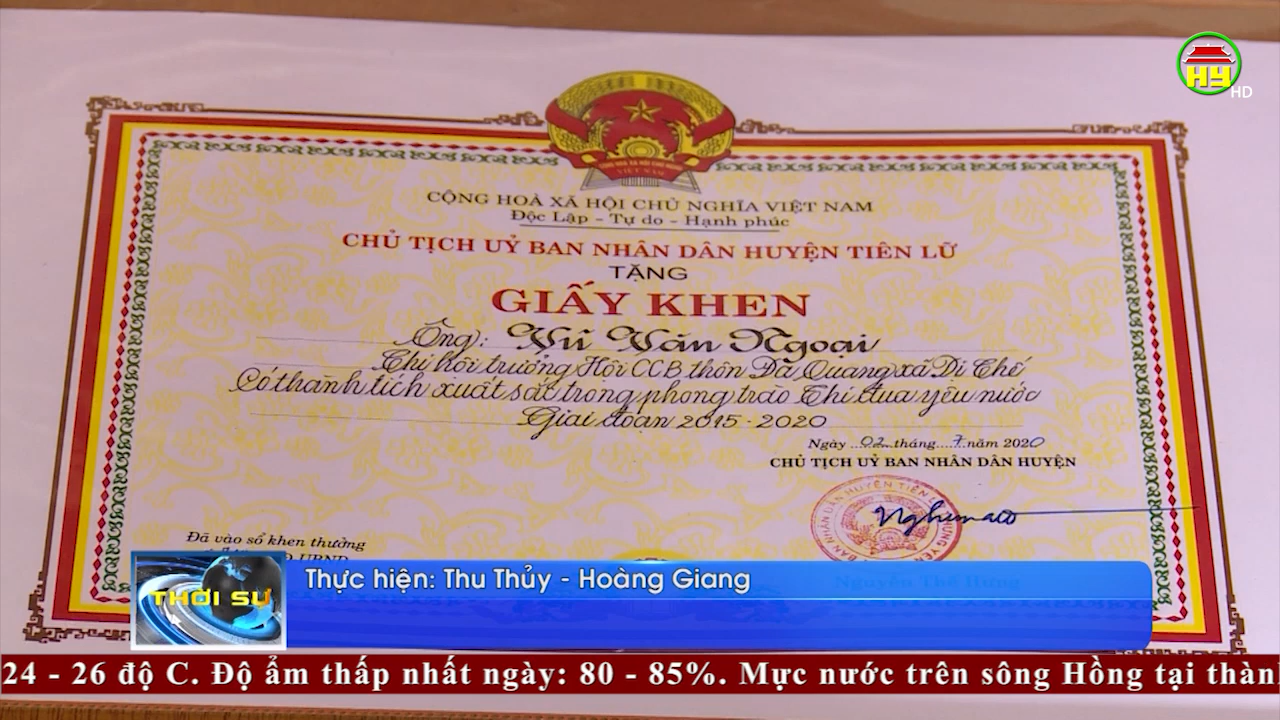 HY
HD
CỘNG HOÀ XÃ HỘI CHỦ NGHĨA VIỆT NAM
Độc Lập - Tự do - Hạnh phúc
CHỦ TỊCH UỶ BAN NHÂN DÂN HUYỆN TIÊN LỮ
TẶNG
GIẤY KHEN
Ông: Vũ Văn Ngoại
Chi hội trưởng Hội CCB thôn Đa Quang xã Dị Chế
Có thành tích xuất sắc trong phong trào Thi đua yêu nước
Giai đoạn 2015 - 2020
Ngày ...02...tháng....7.năm 2020
CHỦ TỊCH UỶ BAN NHÂN DÂN HUYỆN
Đã vào sổ khen thưởng
Nguyễn Thế Hưng
THỜI SỰ
Thực hiện: Thu Thủy - Hoàng Giang
24 - 26 độ C. Độ ẩm thấp nhất ngày: 80 - 85%. Mực nước trên sông Hồng tại thành